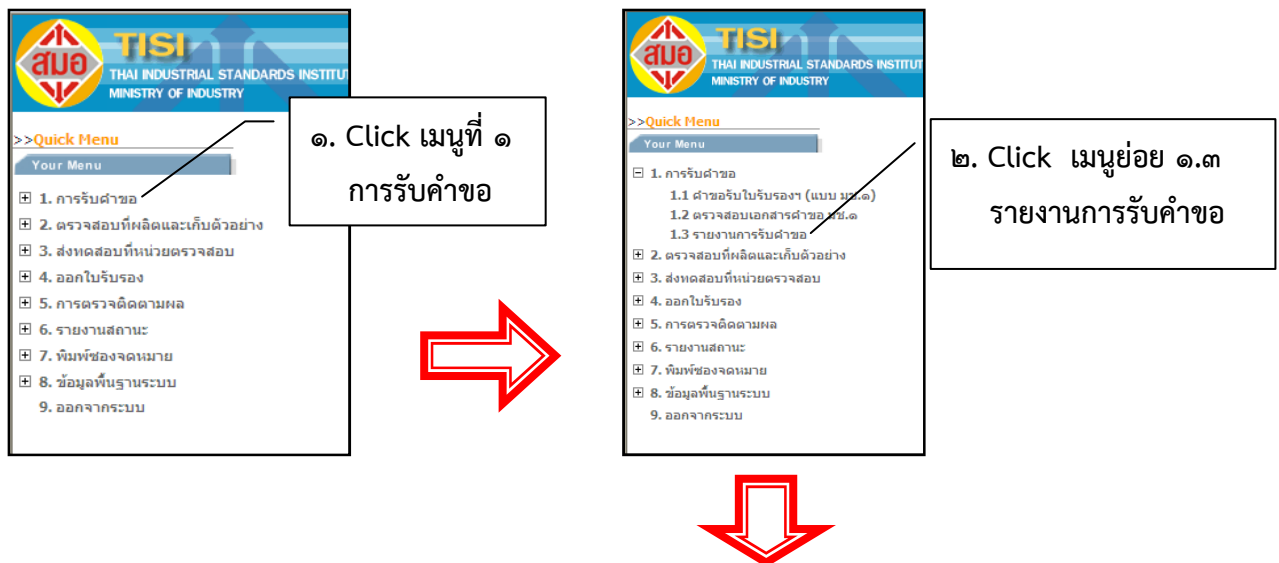 สมอ
TISI
THAI INDUSTRIAL STANDARDS INSTITU
MINISTRY OF INDUSTRY
>>Quick Menu
Your Menu
1. การรับคำขอ
2. ตรวจสอบที่ผลิตและเก็บตัวอย่าง
3. ส่งทดสอบที่หน่วยตรวจสอบ
4. ออกใบรับรอง
5. การตรวจติดตามผล
6. รายงานสถานะ
7. พิมพ์ซองจดหมาย
8. ข้อมูลพื้นฐานระบบ
9. ออกจากระบบ
๑. Click เมนูที่ ๑
การรับคำขอ
สมอ
TISI
THAI INDUSTRIAL STANDARDS INSTITUT
MINISTRY OF INDUSTRY
>>Quick Menu
Your Menu
1. การรับคำขอ
1.1 คำขอรับใบรับรองฯ (แบบ มช.๑)
1.2 ตรวจสอบเอกสารคำขอ มช.๑
1.3 รายงานการรับคำขอ
2. ตรวจสอบที่ผลิตและเก็บตัวอย่าง
3. ส่งทดสอบที่หน่วยตรวจสอบ
4. ออกใบรับรอง
5. การตรวจติดตามผล
6. รายงานสถานะ
7. พิมพ์ซองจดหมาย
8. ข้อมูลพื้นฐานระบบ
9. ออกจากระบบ
๒. Click เมนูย่อย ๑.๓
รายงานการรับคำขอ